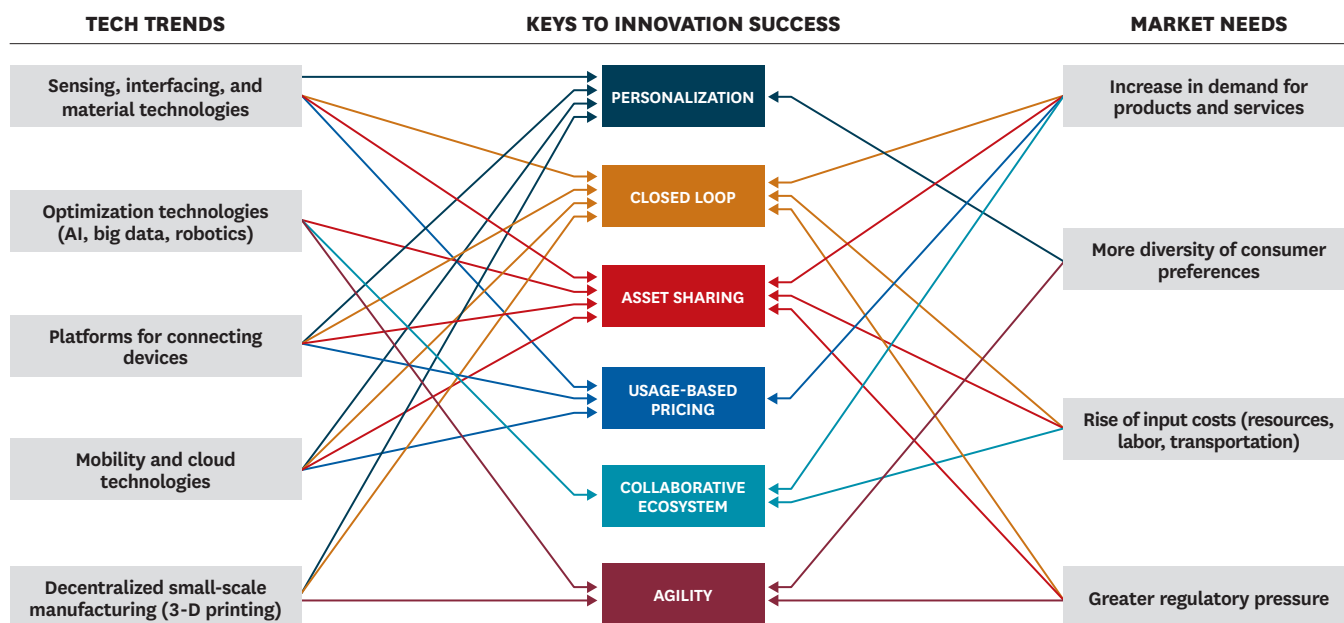 TECH TRENDS
KEYS TO INNOVATION SUCCESS
MARKET NEEDS
Sensing, interfacing, and
material technologies
Optimization technologies
(AI, big data, robotics)
Platforms for connecting
devices
Mobility and cloud
technologies
Decentralized small-scale
manufacturing (3-D printing)
PERSONALIZATION
CLOSED LOOP
ASSET SHARING
USAGE-BASED
PRICING
COLLABORATIVE
ECOSYSTEM
AGILITY
Increase in demand for
products and services
More diversity of consumer
preferences
Rise of input costs (resources,
labor, transportation)
Greater regulatory pressure